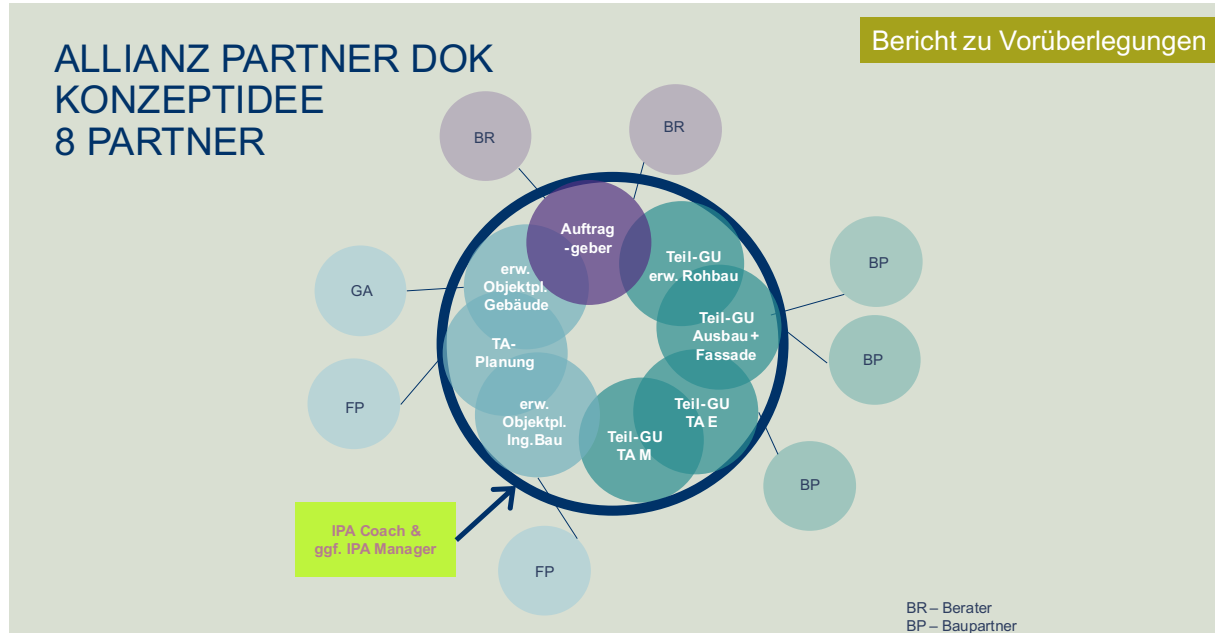 ALLIANZ PARTNER DOK
KONZEPTIDEE
8 PARTNER
Bericht zu Vorüberlegungen
BR
BR
Auftrag
-geber
Teil-GU
erw. Rohbau
erw.
Objektpl.
Gebäude
GA
BP
Teil-GU
Ausbau +
Fassade
TA-
Planung
BP
FP
erw.
Objektpl.
Ing.Bau
Teil-GU
TA E
Teil-GU
TA M
BP
IPA Coach &
ggf. IPA Manager
FP
BR – Berater
BP – Baupartner